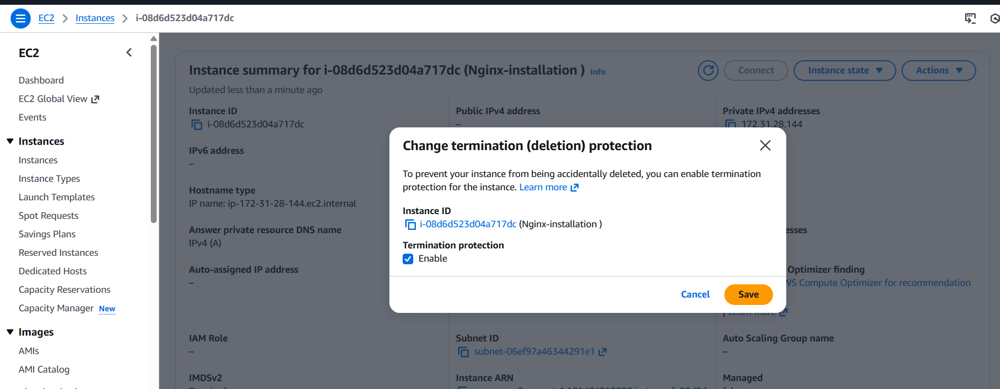 EC2 > Instances > i-08d6d523d04a717dc
EC2
Dashboard
EC2 Global View
Events
Instances
Instances
Instance Types
Launch Templates
Spot Requests
Savings Plans
Reserved Instances
Dedicated Hosts
Capacity Reservations
Capacity Manager New
Images
AMIs
AMI Catalog
Instance summary for i-08d6d523d04a717dc (Nginx-installation ) Info
Connect
Instance state
Actions
Updated less than a minute ago
Instance ID
i-08d6d523d04a717dc
Public IPv4 address
–
Private IPv4 addresses
172.31.28.144
IPv6 address
–
Hostname type
IP name: ip-172-31-28-144.ec2.internal
Answer private resource DNS name
IPv4 (A)
Auto-assigned IP address
–
Change termination (deletion) protection
To prevent your instance from being accidentally deleted, you can enable termination
protection for the instance. Learn more
Instance ID
i-08d6d523d04a717dc (Nginx-installation )
Termination protection
Enable
Cancel
Save
Optimizer finding
Compute Optimizer for recommendation
| Learn more
IAM Role
–
Subnet ID
subnet-06ef97a46344291e1
Auto Scaling Group name
–
IMDSv2
Instance ARN
Managed